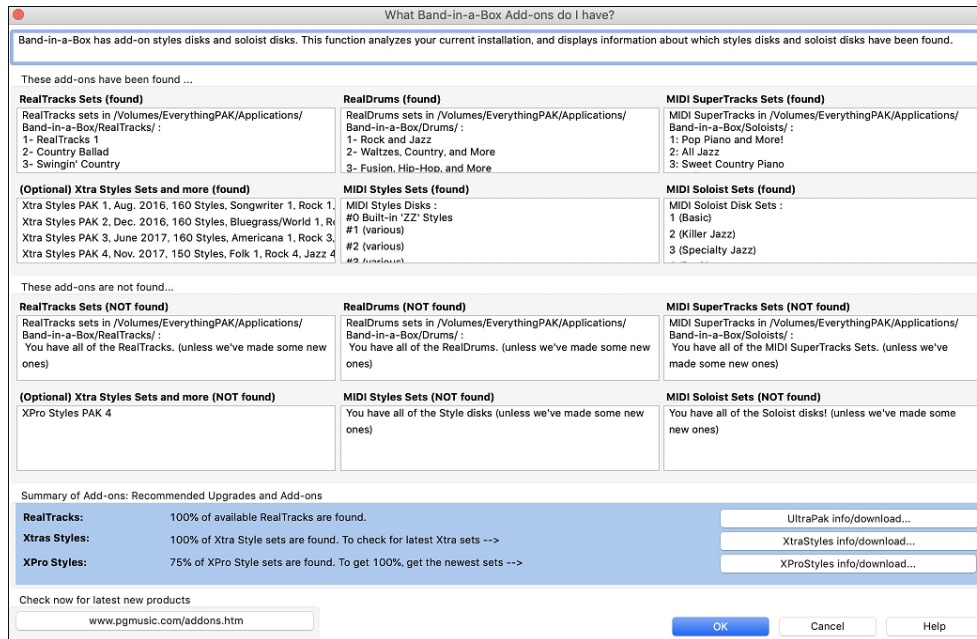 What Band-in-a-Box Add-ons do I have?
Band-in-a-Box has add-on styles disks and soloist disks. This function analyzes your current installation, and displays information about which styles disks and soloist disks have been found.
These add-ons have been found ...
RealTracks Sets (found)
RealTracks sets in /Volumes/EverythingPAK/Applications/
Band-in-a-Box/RealTracks/ :
1- RealTracks 1
2- Country Ballad
3- Swingin' Country
RealDrums (found)
RealDrums sets in /Volumes/EverythingPAK/Applications/
Band-in-a-Box/Drums/ :
1- Rock and Jazz
2- Waltzes, Country, and More
3- Fusion, Hip-Hop, and More
MIDI SuperTracks Sets (found)
MIDI SuperTracks in /Volumes/EverythingPAK/Applications/
Band-in-a-Box/Soloists/ :
1: Pop Piano and More!
2: All Jazz
3: Sweet Country Piano
(Optional) Xtra Styles Sets and more (found)
Xtra Styles PAK 1, Aug. 2016, 160 Styles, Songwriter 1, Rock 1,
Xtra Styles PAK 2, Dec. 2016, 160 Styles, Bluegrass/World 1,
Xtra Styles PAK 3, June 2017, 160 Styles, Americana 1, Rock 3,
Xtra Styles PAK 4, Nov. 2017, 150 Styles, Folk 1, Rock 4, Jazz 4
MIDI Styles Sets (found)
MIDI Styles Disks :
#0 Built-in 'ZZ' Styles
#1 (various)
#2 (various)
#3 (various)
MIDI Soloist Sets (found)
MIDI Soloist Disk Sets :
1 (Basic)
2 (Killer Jazz)
3 (Specialty Jazz)
These add-ons are not found...
RealTracks Sets (NOT found)
RealTracks sets in /Volumes/EverythingPAK/Applications/
Band-in-a-Box/RealTracks/ :
You have all of the RealTracks. (unless we've made some new
ones)
RealDrums (NOT found)
RealDrums sets in /Volumes/EverythingPAK/Applications/
Band-in-a-Box/Drums/ :
You have all of the RealDrums. (unless we've made some new
ones)
MIDI SuperTracks Sets (NOT found)
MIDI SuperTracks in /Volumes/EverythingPAK/Applications/
Band-in-a-Box/Soloists/ :
You have all of the MIDI SuperTracks Sets. (unless we've
made some new ones)
(Optional) Xtra Styles Sets and more (NOT found)
XPro Styles PAK 4
MIDI Styles Sets (NOT found)
You have all of the Style disks (unless we've made some new
ones)
MIDI Soloist Sets (NOT found)
You have all of the Soloist disks! (unless we've made some
new ones)
Summary of Add-ons: Recommended Upgrades and Add-ons
RealTracks: 100% of available RealTracks are found. UltraPak info/download...
Xtras Styles: 100% of Xtra Style sets are found. To check for latest Xtra sets --> XtraStyles info/download...
XPro Styles: 75% of XPro Style sets are found. To get 100%, get the newest sets --> XProStyles info/download...
Check now for latest new products
www.pgmusic.com/addons.htm
OK Cancel Help